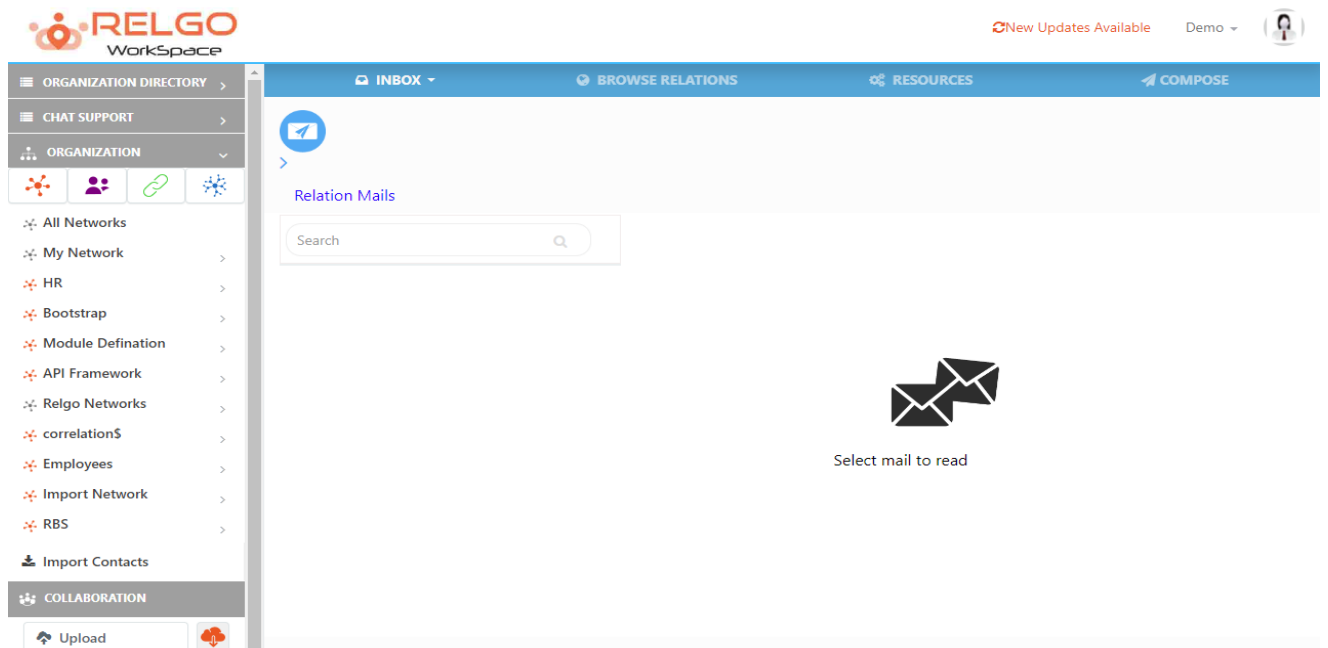 RELGO
WorkSpace
New Updates Available
Demo
ORGANIZATION DIRECTORY
INBOX
BROWSE RELATIONS
RESOURCES
COMPOSE
CHAT SUPPORT
ORGANIZATION
Relation Mails
All Networks
Search
My Network
HR
Bootstrap
Module Defination
API Framework
Relgo Networks
correlation$
Employees
Select mail to read
Import Network
RBS
Import Contacts
COLLABORATION
Upload